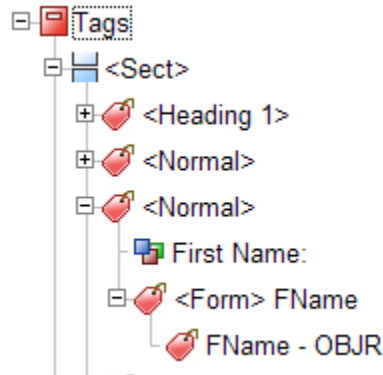 Tags
<Sect>
<Heading 1>
<Normal>
<Normal>
First Name:
<Form> FName
FName - OBJR